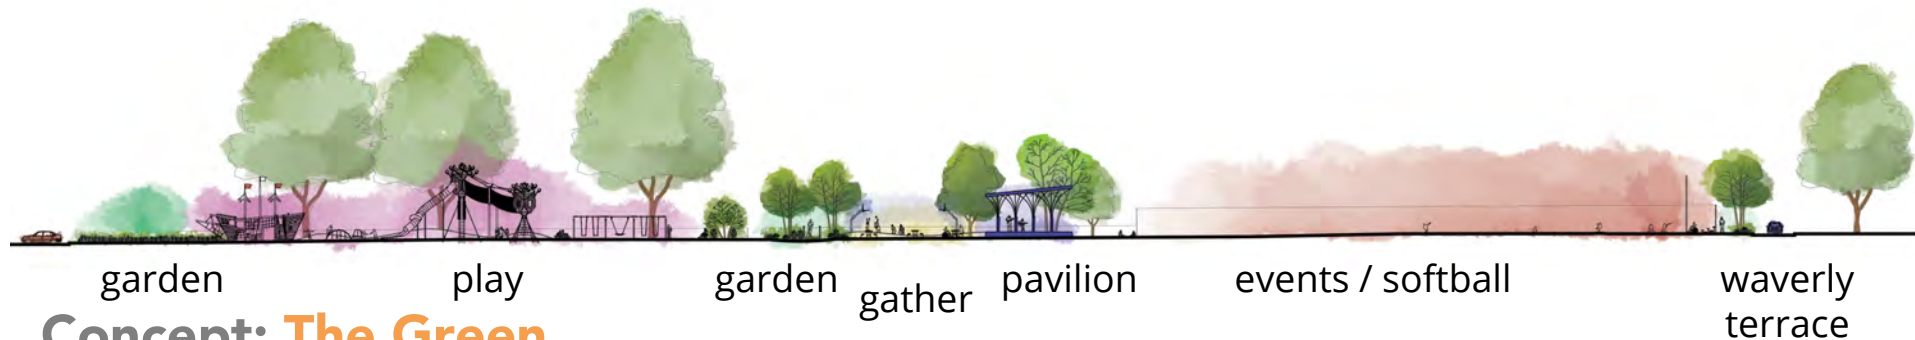 garden
play
garden
gather
pavilion
events / softball
waverly
terrace
Concept: The Green